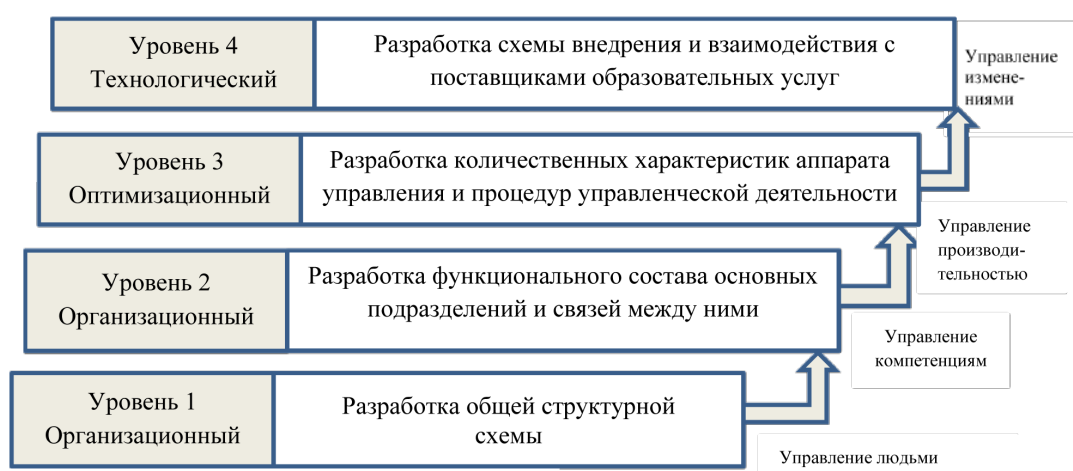 Уровень 4
Технологический
Разработка схемы внедрения и взаимодействия с
поставщиками образовательных услуг
Управление
измене-
ниями
Уровень 3
Оптимизационный
Разработка количественных характеристик аппарата
управления и процедур управленческой деятельности
Управление
производи-
тельностью
Уровень 2
Организационный
Разработка функционального состава основных
подразделений и связей между ними
Управление
компетенциям
Уровень 1
Организационный
Разработка общей структурной
схемы
Управление людьми